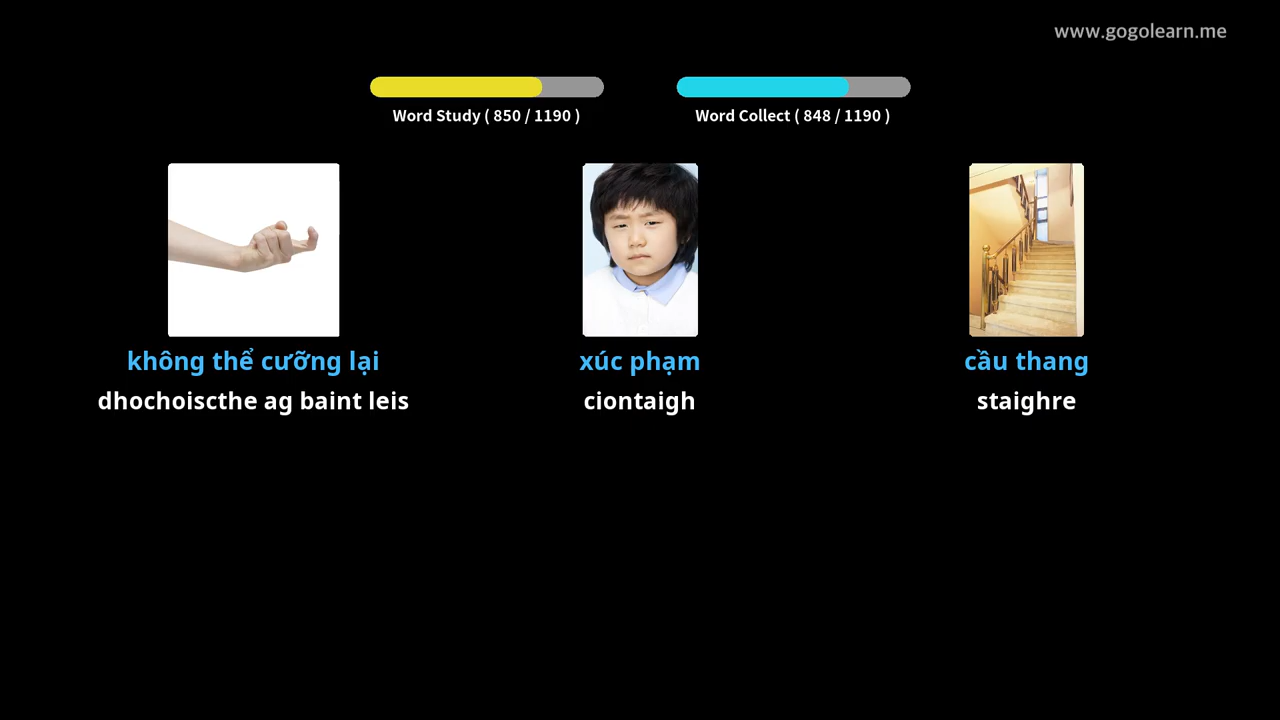 www.gogolearn.me
Word Study ( 850 / 1190 )
Word Collect ( 848 / 1190 )
không thể cưỡng lại
dhochoiscthe ag baint leis
xúc phạm
ciontaigh
cầu thang
staighre